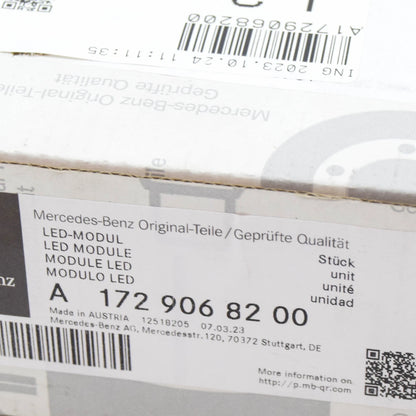 A1729068200
ING 2023.10.24 11:11:35
Mercedes-Benz Original-Teile
Geprüfte Qualität
Mercedes-Benz Original-Teile/Geprüfte Qualität
LED-MODUL Stück
LED MODULE unit
MODULE LED unité
MODULO LED unidad
A 172 906 82 00
Made in AUSTRIA 12518205 07.03.23
Mercedes-Benz AG, Mercedesstr.120, 70372 Stuttgart, DE
More information on
http://p.mb-qr.com